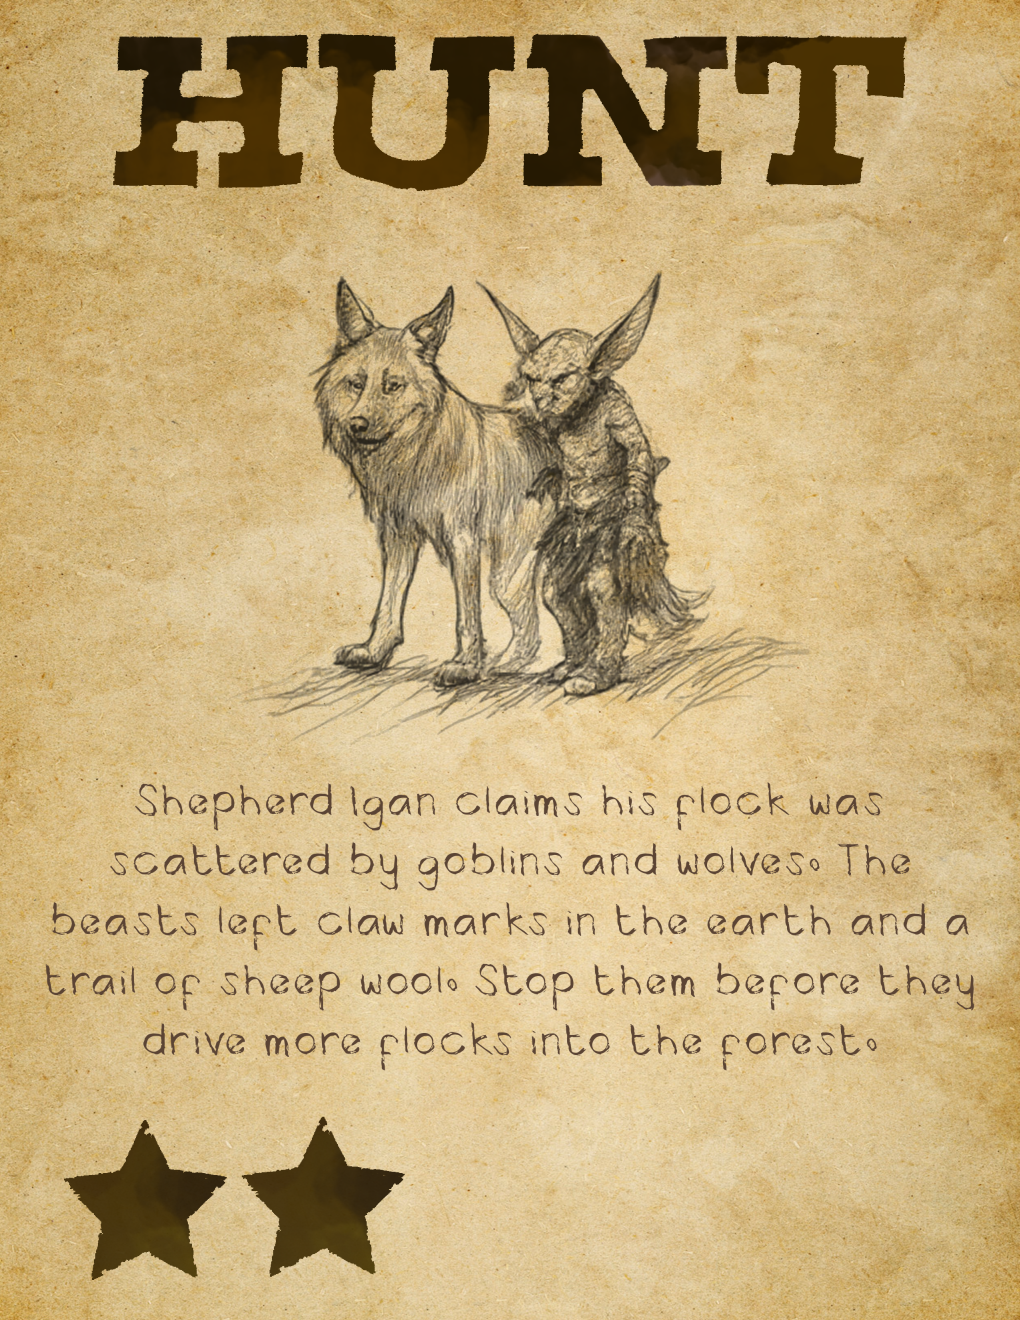 HUNT
Shepherd Igan claims his flock was
scattered by goblins and wolves. The
beasts left claw marks in the earth and a
trail of sheep wool. Stop them before they
drive more flocks into the forest.